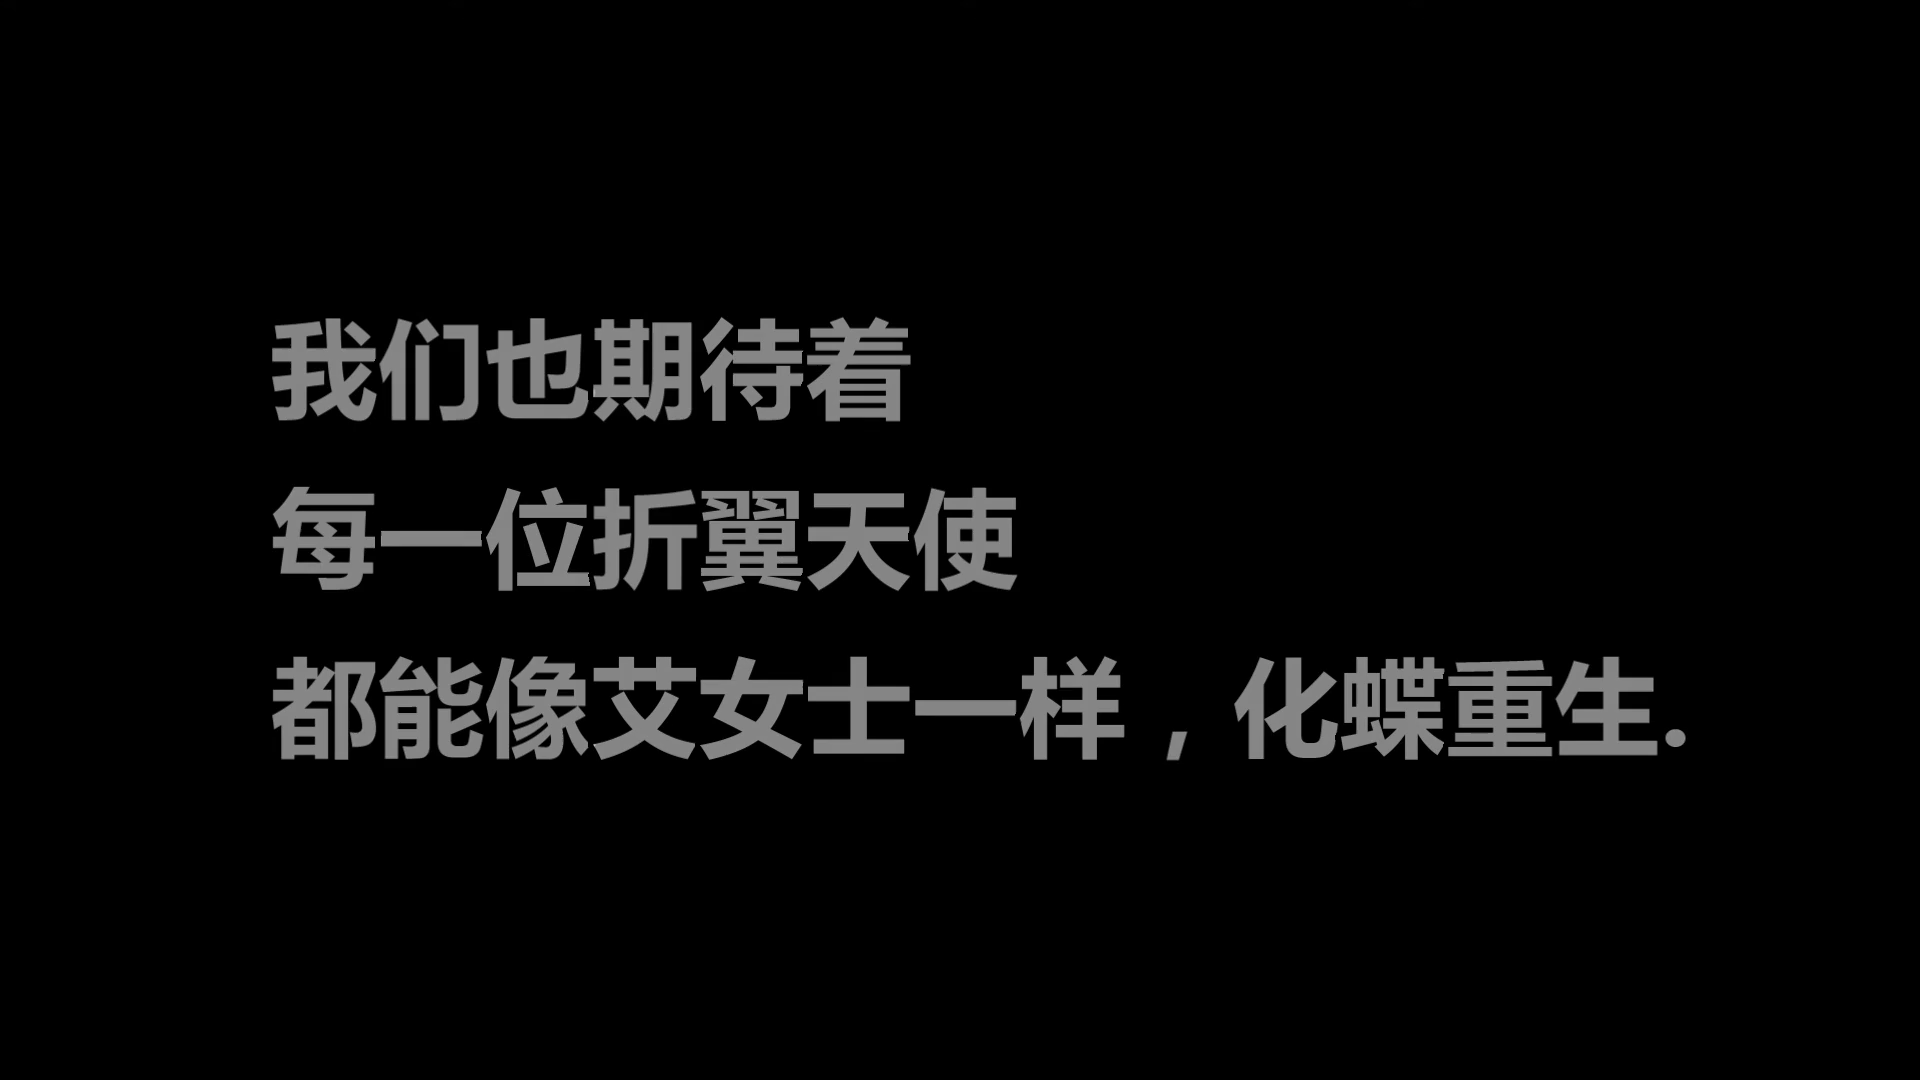 我们也期待着
每一位折翼天使
都能像艾女士一样，化蝶重生.